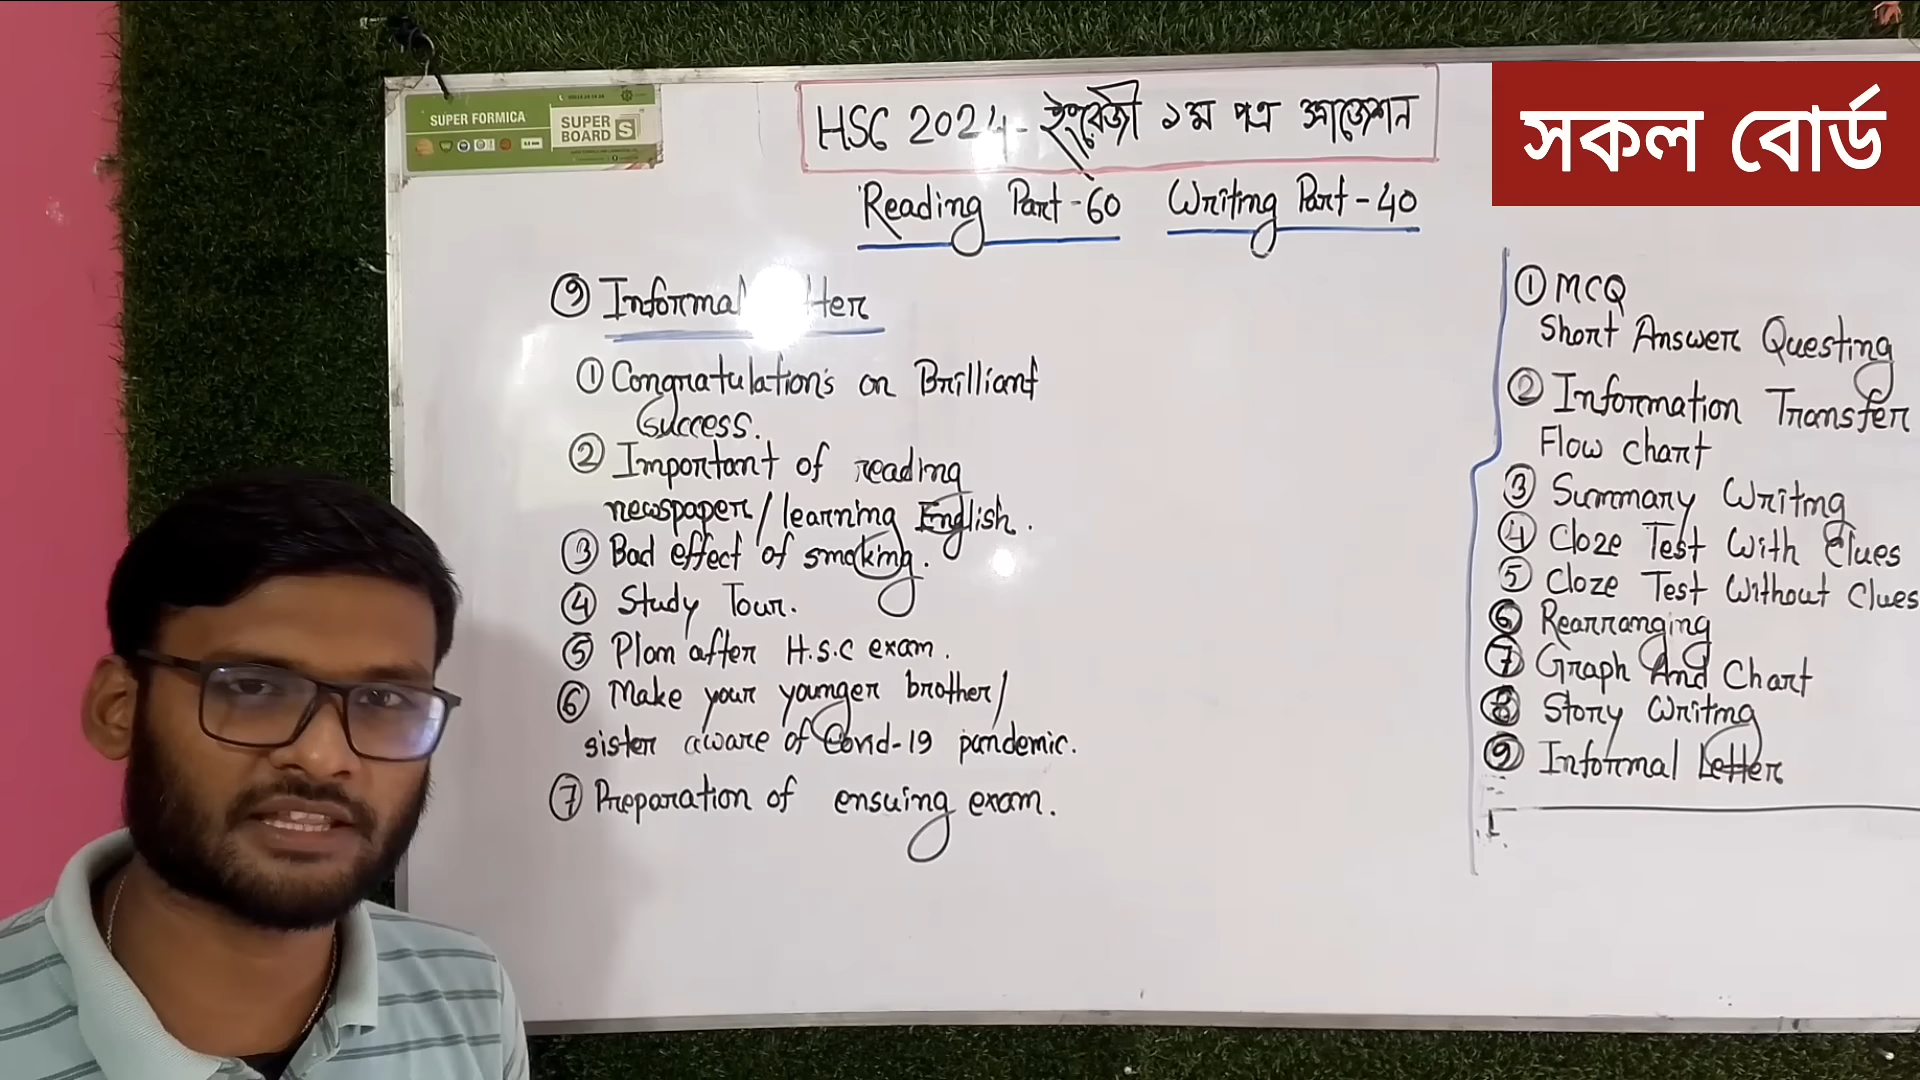 SUPER FORMICA
SUPER
BOARD S
HSC 2024 - ইংরেজী ১ম পত্র সাজেশন
সকল বোর্ড
Reading Part - 60 Writing Part - 40
⑨ Informal tter
① Congratulation's on Brilliant
Success.
② Important of reading
newspaper / learning English.
③ Bad effect of smoking.
④ Study Tour.
⑤ Plan after H.S.C exam.
⑥ Make your younger brother/
sister aware of Covid-19 pandemic.
⑦ Preparation of ensuing exam.
① MCQ
Short Answer Questing
② Information Transfer
Flow chart
③ Summary Writing
④ Cloze Test With Clues
⑤ Cloze Test Without Clues
⑥ Rearranging
⑦ Graph And Chart
⑧ Story Writing
⑨ Informal Letter